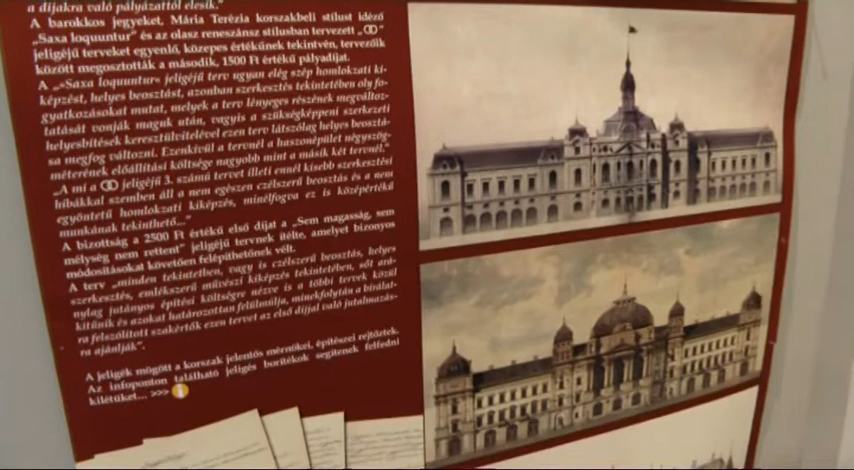 a díjakra való pályázattól elesik."
A barokkos jegyeket, Mária Terézia korszakbeli stílust idéző
„Saxa loquuntur" és az olasz reneszánsz stílusban tervezett „
jeligéjű terveket egyenlő, közepes értékűnek tekintvén, tervezőik
között megosztották a második, 1500 Ft értékű pályadíjat.
A „»Saxa loquuntur« jeligéjű terv ugyan elég szép homlokzati ki-
képzést, helyes beosztást, azonban szerkesztés tekintetében oly fo-
gyatkozásokat mutat, melyek a terv lényeges részének megváltoz-
tatását vonják maguk után, vagyis a szükségképpeni szerkezeti
helyesbítések keresztülvitelével ezen terv látszólag helyes beosztá-
sa megfog változni. Ezenkívül a tervnél a haszonépület négyszög-
méterének előállítási költsége nagyobb mint a másik két tervnél."
„A mi a jeligéjű 3. számú tervet illeti ennél kisebb szerkesztési
hibákkal szemben áll a nem egészen czélszerű beosztás és a nem
egyöntetű homlokzati kiképzés, minélfogva ez is középértékű
munkának tekinthető..."
A bizottság a 2500 Ft értékű első díjat a „Sem magasság, sem
mélység nem rettent" jeligéjű tervnek ítélte, amelyet bizonyos
módosításokat követően felépíthetőnek vélt.
A terv „minden tekintetben, vagy is czélszerű beosztás, helyes
szerkesztés, emlékszerű művészi kiképzés tekintetében, sőt ará-
nylag jutányos építési költségre nézve is a többi tervek közül
kitűnik és azokat határozottan felülmúlja, minekfolytán a bírálat-
ra felszólított szakértők ezen tervet az első díjjal való jutalmazás-
ra ajánlják".
A jeligék mögött a korszak jelentős mérnökei, építészei rejtőztek.
Az infoponton található jeligés borítékok segítenek felfedni
kilétüket... >>> i